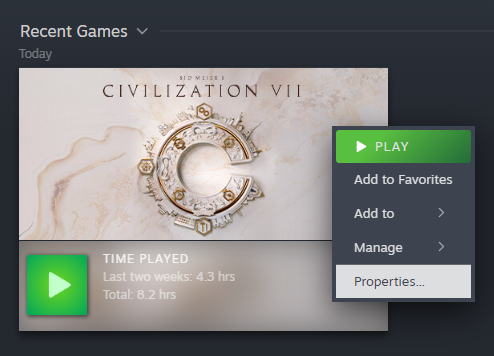 Recent Games
Today
SID MEIER'S
CIVILIZATION VII
PLAY
Add to Favorites
Add to
Manage
Properties...
TIME PLAYED
Last two weeks: 4.3 hrs
Total: 8.2 hrs